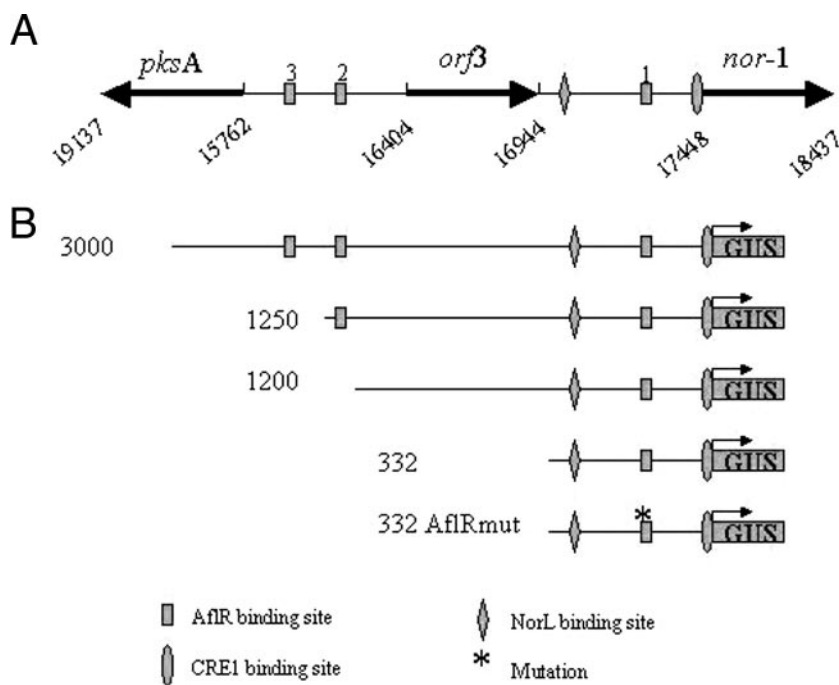 A
pksA
3
2
orf3
1
nor-1
19137
15762
16404
16944
17448
18437
B
3000
GUS
1250
GUS
1200
GUS
332
GUS
332 AflRmut
*
GUS
AflR binding site
NorL binding site
CRE1 binding site
* Mutation